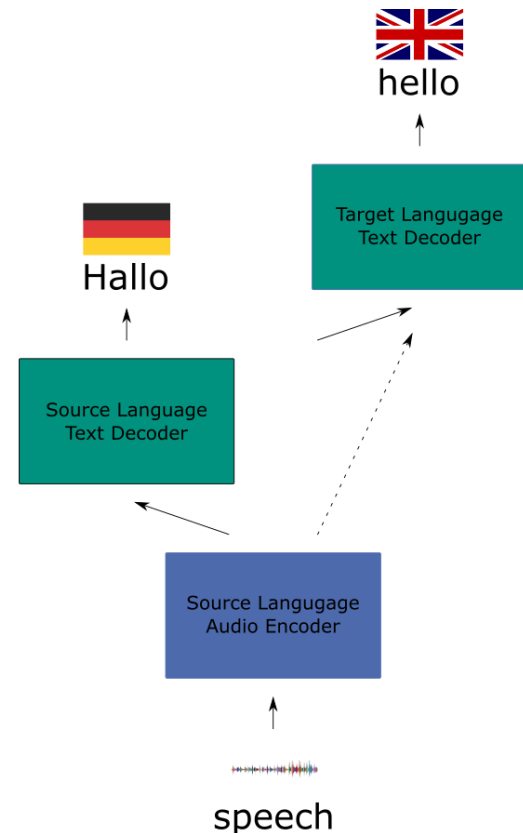 hello
Target Langugage
Text Decoder
Hallo
Source Language
Text Decoder
Source Langugage
Audio Encoder
speech